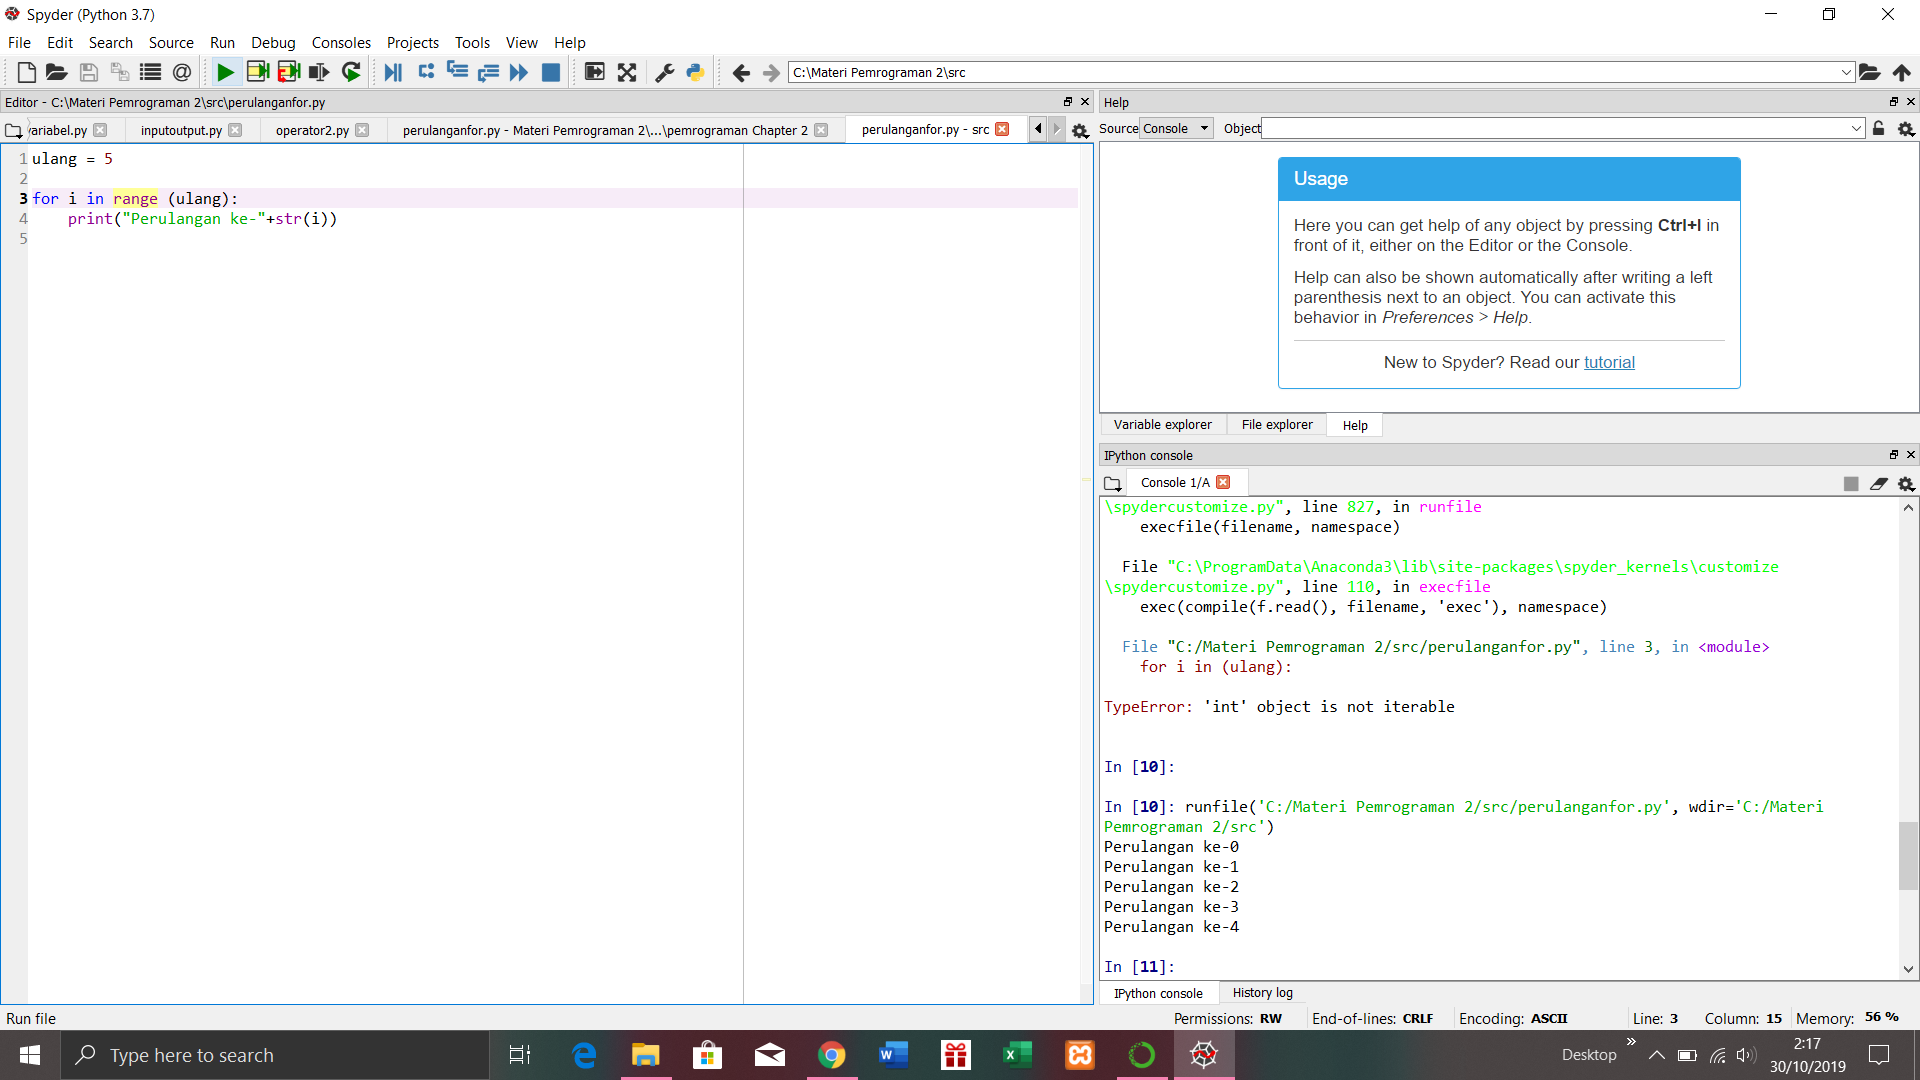 Spyder (Python 3.7)
File Edit Search Source Run Debug Consoles Projects Tools View Help
C:\Materi Pemrograman 2\src
Editor - C:\Materi Pemrograman 2\src\perulanganfor.py
ariabel.py inputoutput.py operator2.py perulanganfor.py - Materi Pemrograman 2\...\pemrograman Chapter 2 perulanganfor.py - src
1 ulang = 5
2
3 for i in range (ulang):
4     print("Perulangan ke-"+str(i))
5
Help
Source Console Object
Usage
Here you can get help of any object by pressing Ctrl+I in
front of it, either on the Editor or the Console.
Help can also be shown automatically after writing a left
parenthesis next to an object. You can activate this
behavior in Preferences > Help.
New to Spyder? Read our tutorial
Variable explorer File explorer Help
IPython console
Console 1/A
\spydercustomize.py", line 827, in runfile
execfile(filename, namespace)
File "C:\ProgramData\Anaconda3\lib\site-packages\spyder_kernels\customize
\spydercustomize.py", line 110, in execfile
exec(compile(f.read(), filename, 'exec'), namespace)
File "C:/Materi Pemrograman 2/src/perulanganfor.py", line 3, in <module>
for i in (ulang):
TypeError: 'int' object is not iterable
In [10]:
In [10]: runfile('C:/Materi Pemrograman 2/src/perulanganfor.py', wdir='C:/Materi
Pemrograman 2/src')
Perulangan ke-0
Perulangan ke-1
Perulangan ke-2
Perulangan ke-3
Perulangan ke-4
In [11]:
IPython console History log
Run file
Permissions: RW End-of-lines: CRLF Encoding: ASCII Line: 3 Column: 15 Memory: 56 %
Type here to search
Desktop
2:17
30/10/2019